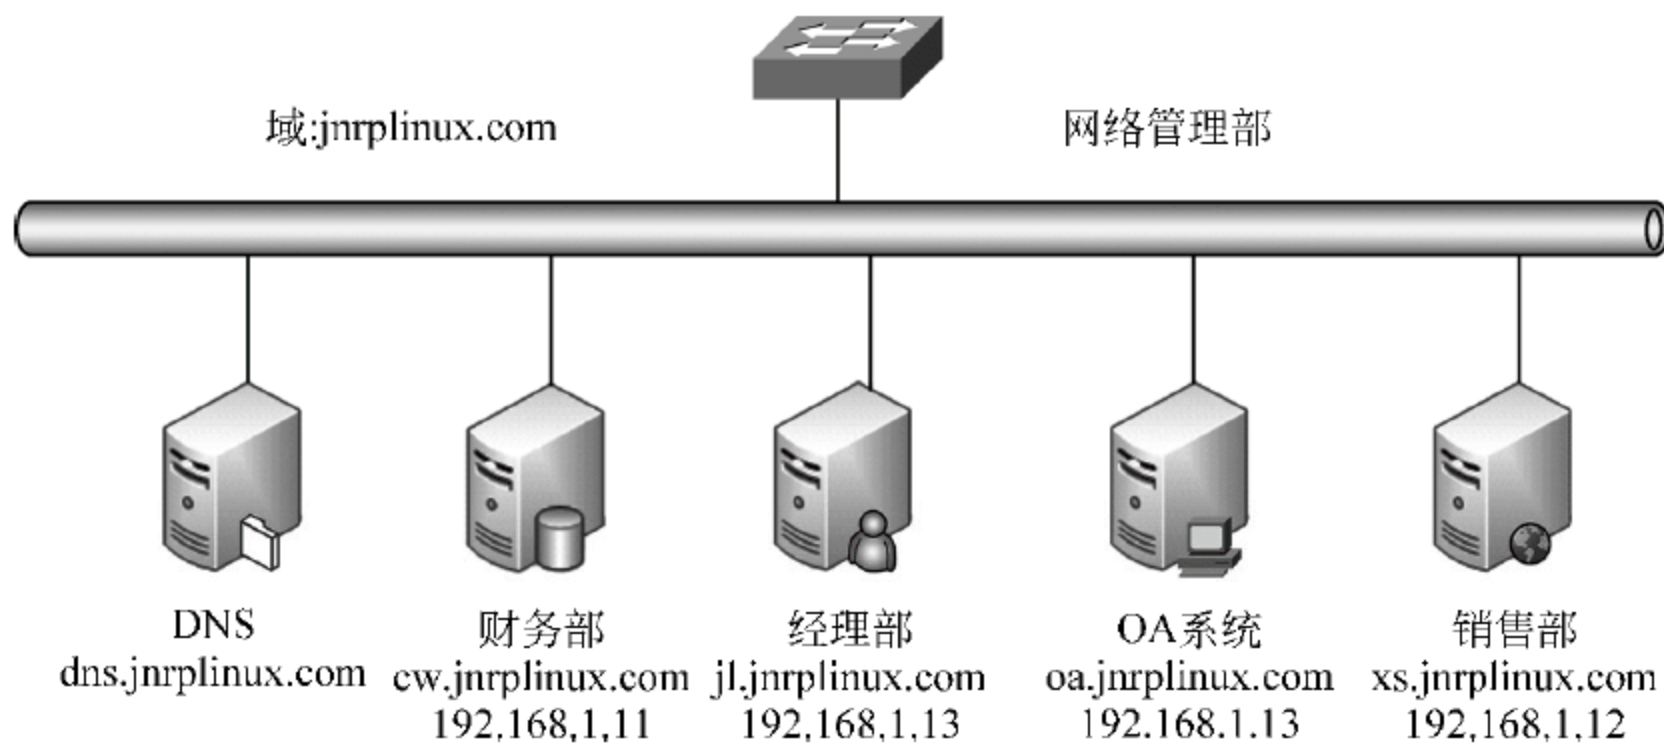 域:jnrplinux.com
网络管理部
DNS
dns.jnrplinux.com
财务部
cw.jnrplinux.com
192,168,1,11
经理部
jl.jnrplinux.com
192,168,1,13
OA系统
oa.jnrplinux.com
192.168.1.13
销售部
xs.jnrplinux.com
192,168,1,12